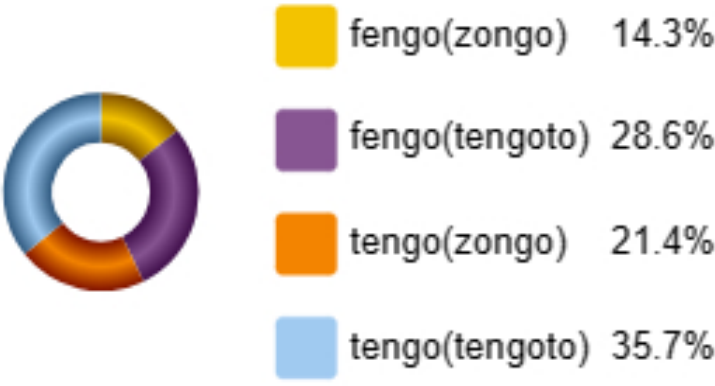 fengo(zongo) 14.3%
fengo(tengoto) 28.6%
tengo(zongo) 21.4%
tengo(tengoto) 35.7%